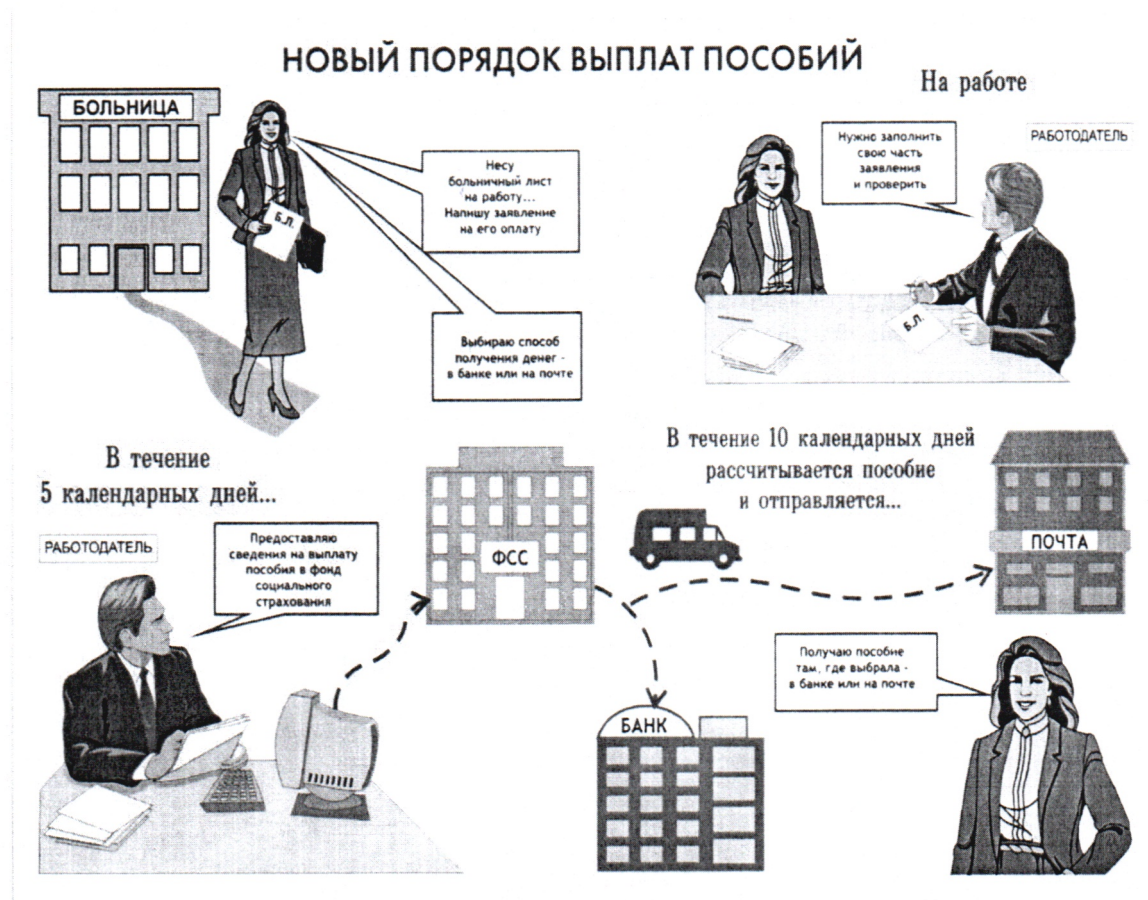 НОВЫЙ ПОРЯДОК ВЫПЛАТ ПОСОБИЙ
БОЛЬНИЦА
Б.Л.
Несу
больничный лист
на работу...
Напишу заявление
на его оплату
Выбираю способ
получения денег -
в банке или на почте
На работе
Нужно заполнить
свою часть
заявления
и проверить
РАБОТОДАТЕЛЬ
Б.Л.
В течение
5 календарных дней...
РАБОТОДАТЕЛЬ
Предоставляю
сведения на выплату
пособия в фонд
социального
страхования
ФСС
В течение 10 календарных дней
рассчитывается пособие
и отправляется...
ПОЧТА
БАНК
Получаю пособие
там, где выбрала -
в банке или на почте